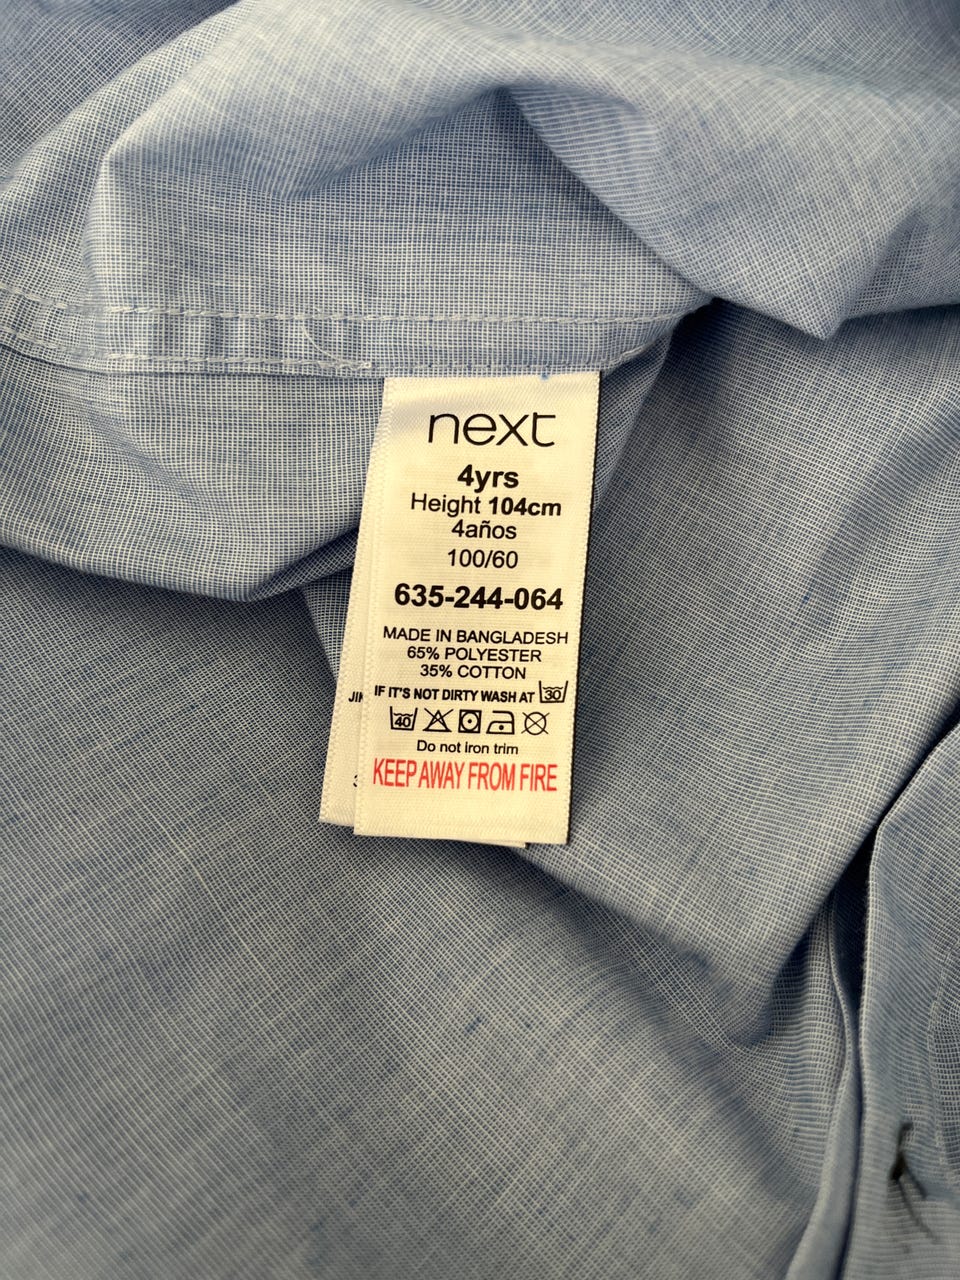 next
4yrs
Height 104cm
4años
100/60
635-244-064
MADE IN BANGLADESH
65% POLYESTER
35% COTTON
IF IT'S NOT DIRTY WASH AT 30
40
Do not iron trim
KEEP AWAY FROM FIRE